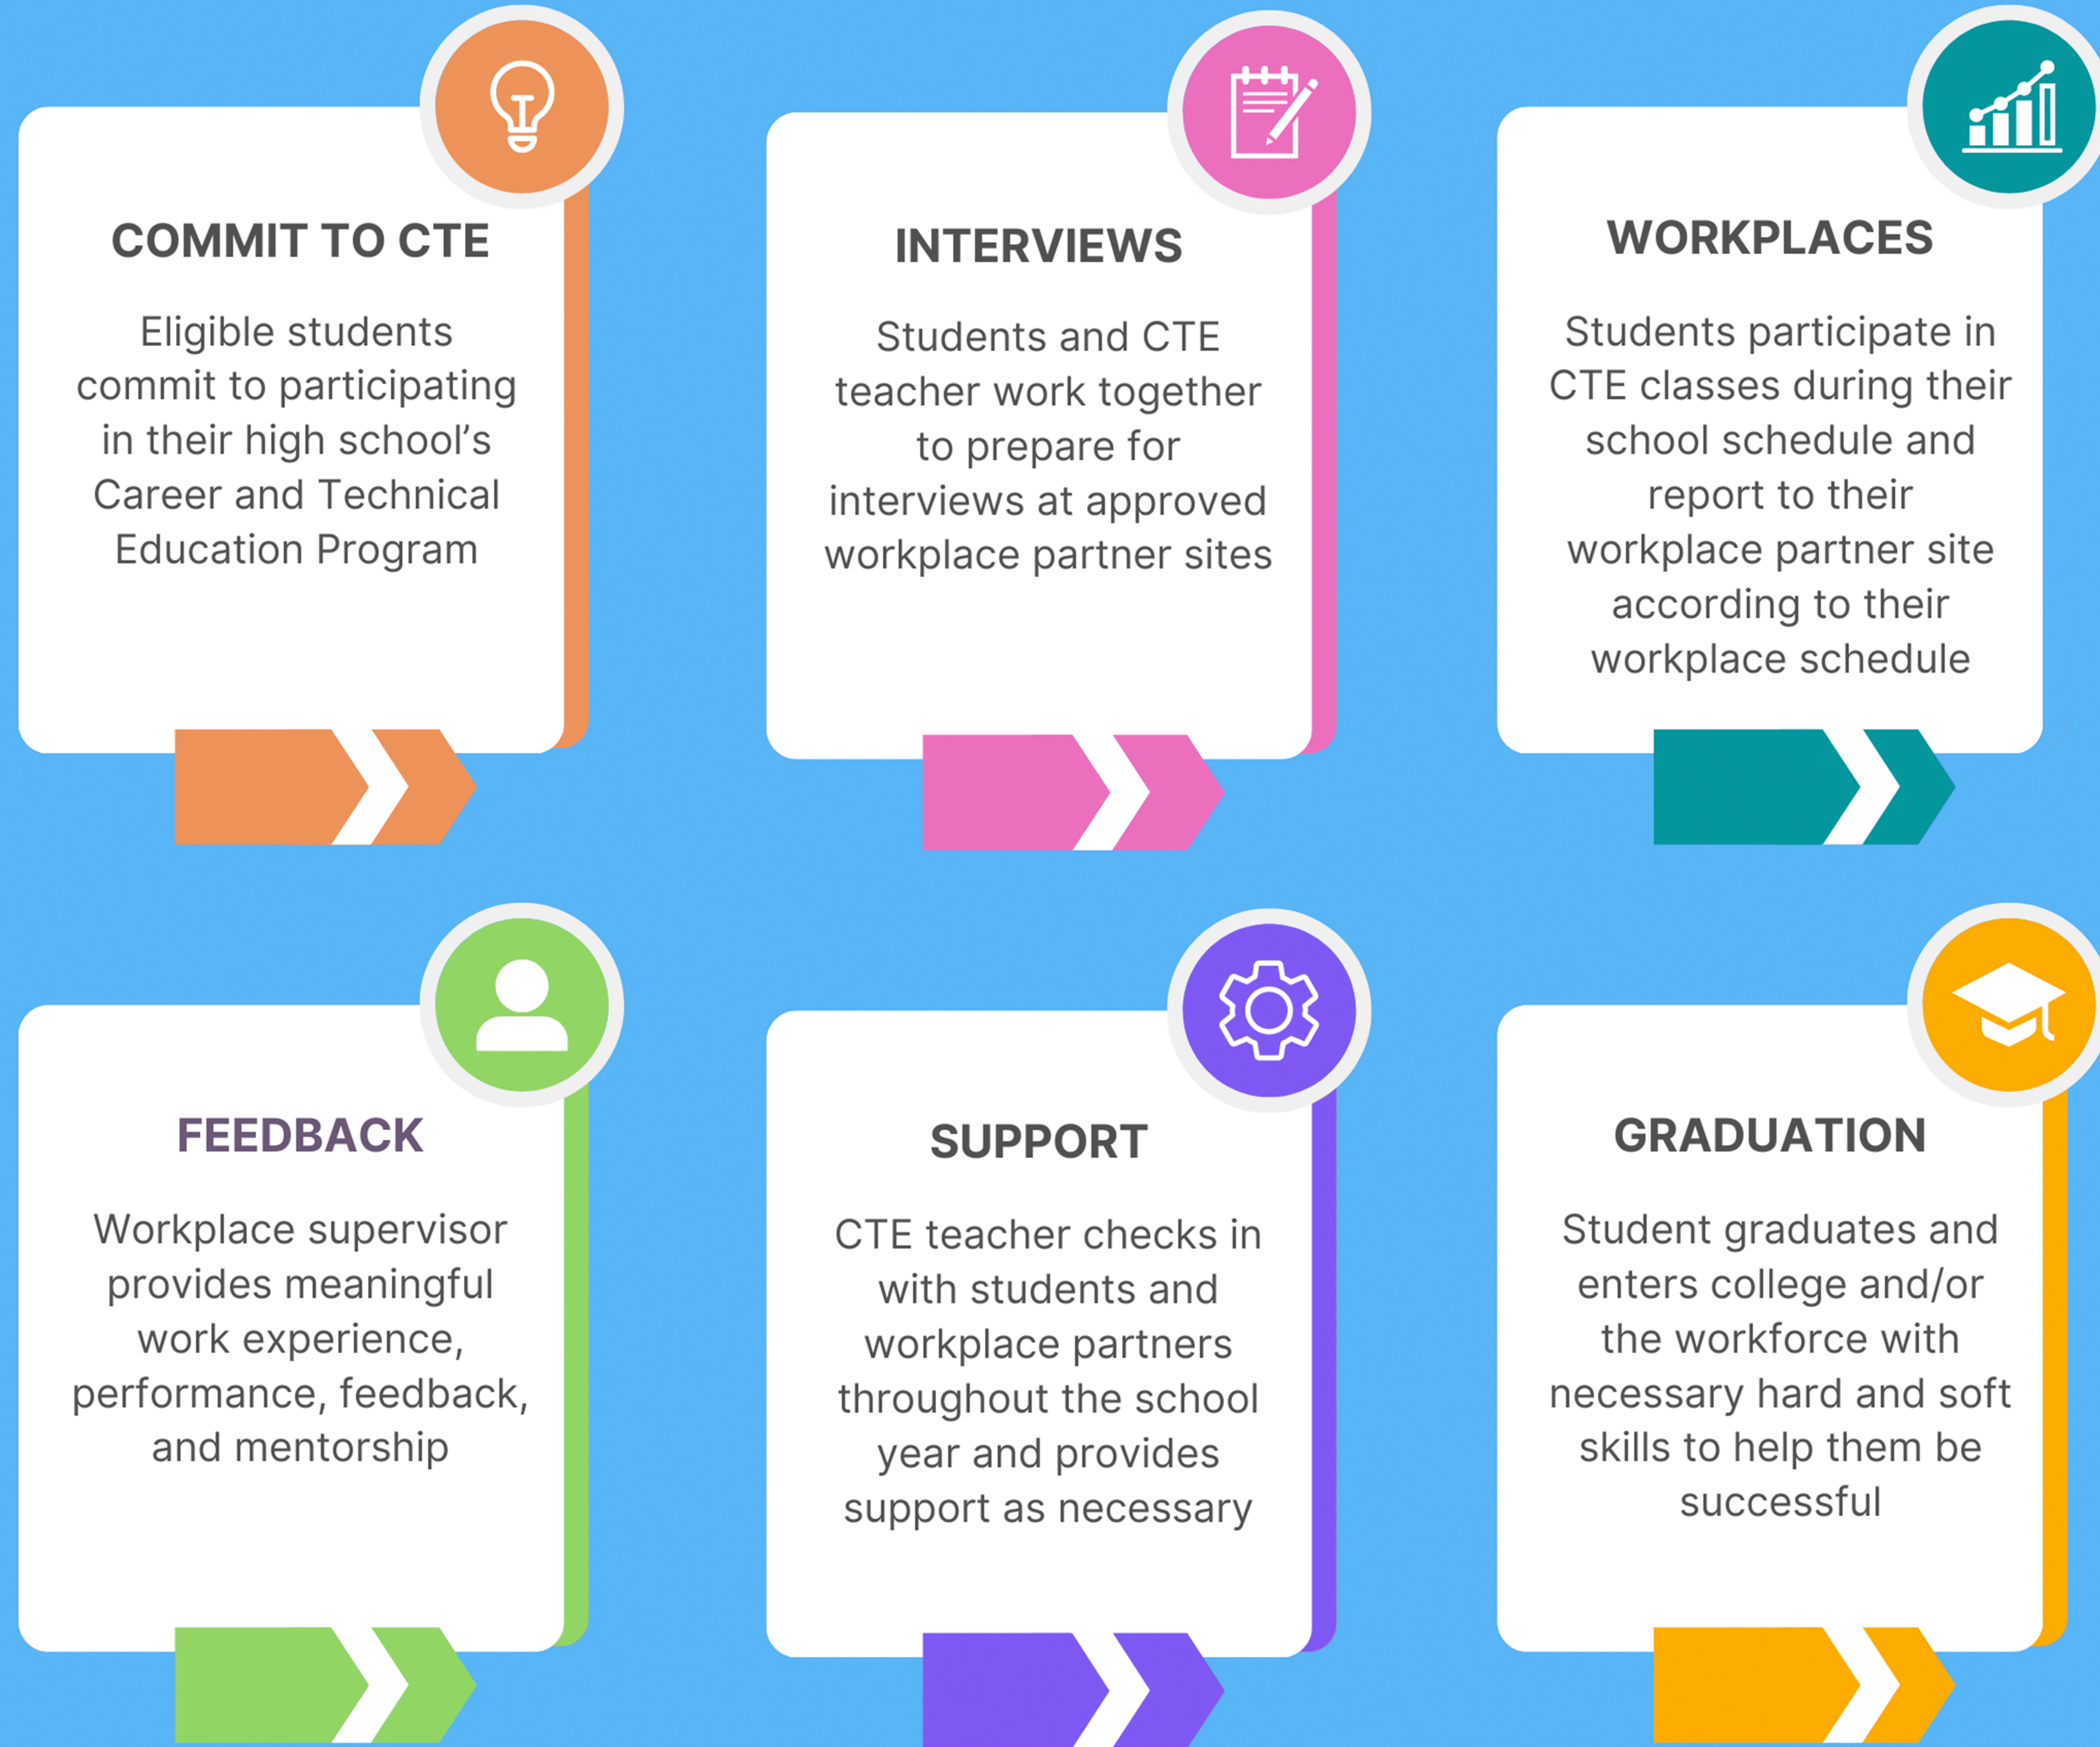 COMMIT TO CTE
Eligible students
commit to participating
in their high school’s
Career and Technical
Education Program
INTERVIEWS
Students and CTE
teacher work together
to prepare for
interviews at approved
workplace partner sites
WORKPLACES
Students participate in
CTE classes during their
school schedule and
report to their
workplace partner site
according to their
workplace schedule
FEEDBACK
Workplace supervisor
provides meaningful
work experience,
performance, feedback,
and mentorship
SUPPORT
CTE teacher checks in
with students and
workplace partners
throughout the school
year and provides
support as necessary
GRADUATION
Student graduates and
enters college and/or
the workforce with
necessary hard and soft
skills to help them be
successful